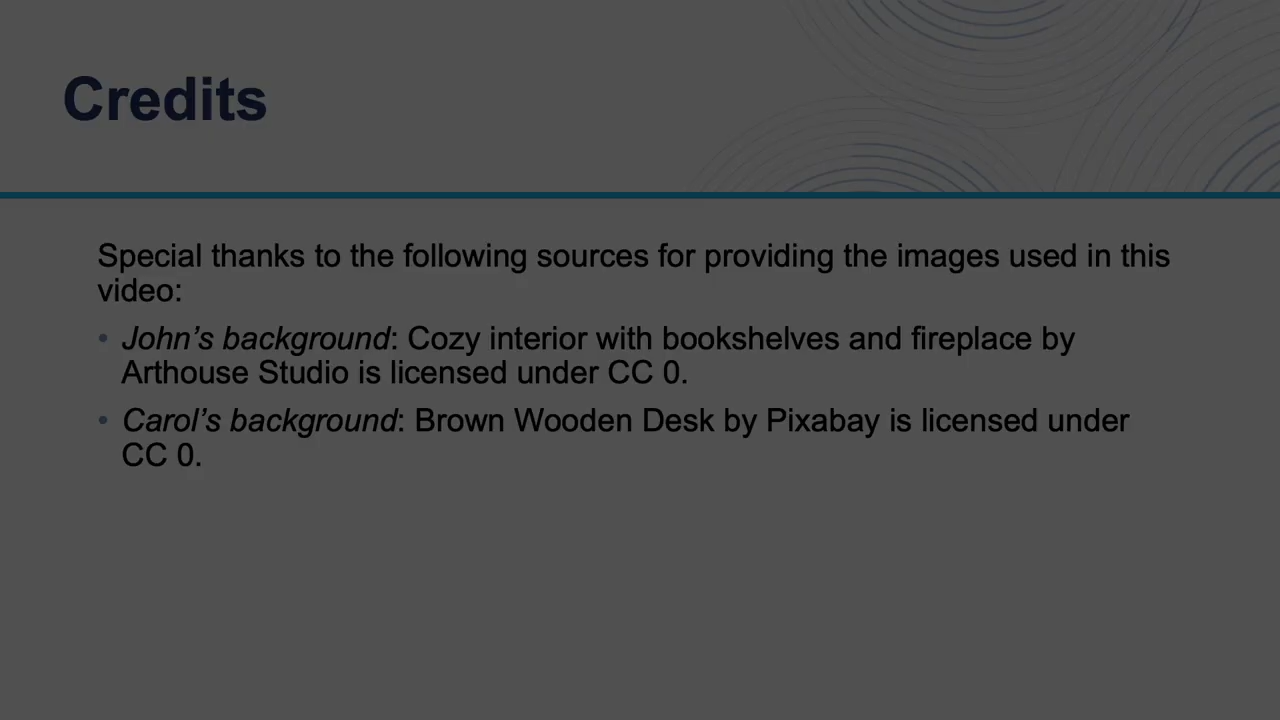 Credits
Special thanks to the following sources for providing the images used in this
video:
• John’s background: Cozy interior with bookshelves and fireplace by
Arthouse Studio is licensed under CC 0.
• Carol’s background: Brown Wooden Desk by Pixabay is licensed under
CC 0.